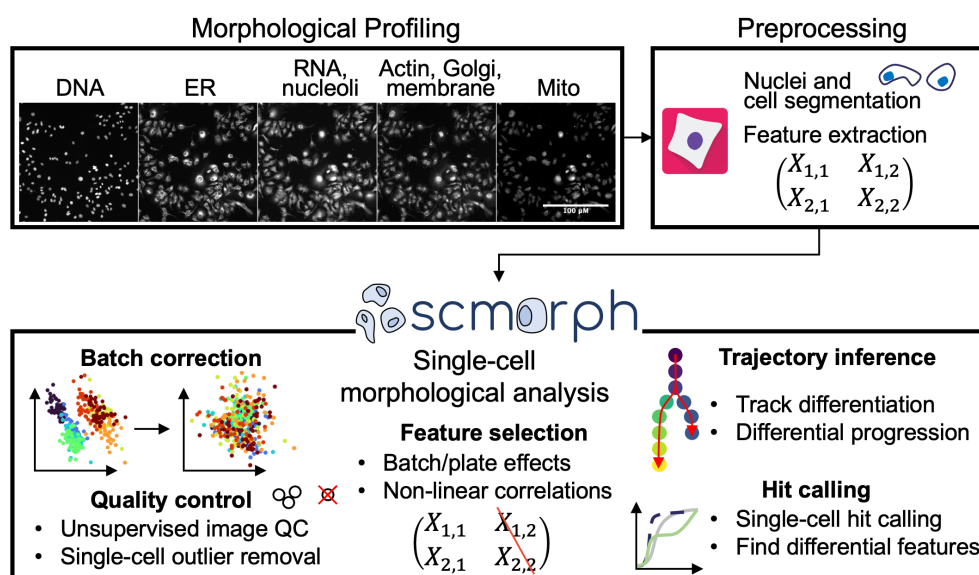 Morphological Profiling
DNA
ER
RNA,
nucleoli
Actin, Golgi,
membrane
Mito
100 μM
Preprocessing
Nuclei and
cell segmentation
Feature extraction
X1,1 X1,2
X2,1 X2,2
scmorph
Single-cell
morphological analysis
Batch correction
Quality control
• Unsupervised image QC
• Single-cell outlier removal
Feature selection
• Batch/plate effects
• Non-linear correlations
X1,1 X1,2
X2,1 X2,2
Trajectory inference
• Track differentiation
• Differential progression
Hit calling
• Single-cell hit calling
• Find differential features